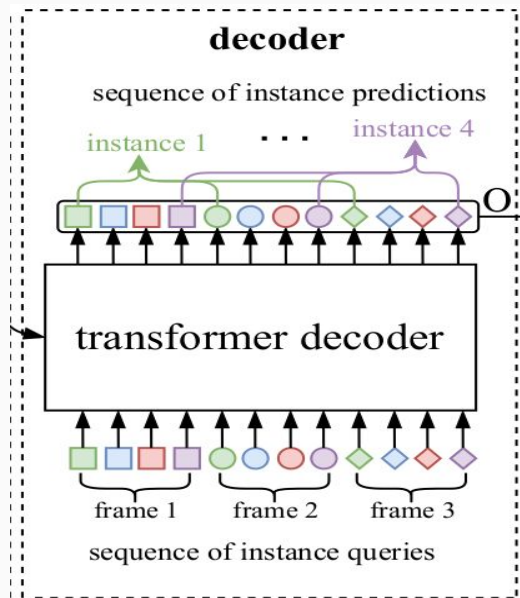 decoder
sequence of instance predictions
instance 1
...
instance 4
O
transformer decoder
frame 1 frame 2 frame 3
sequence of instance queries